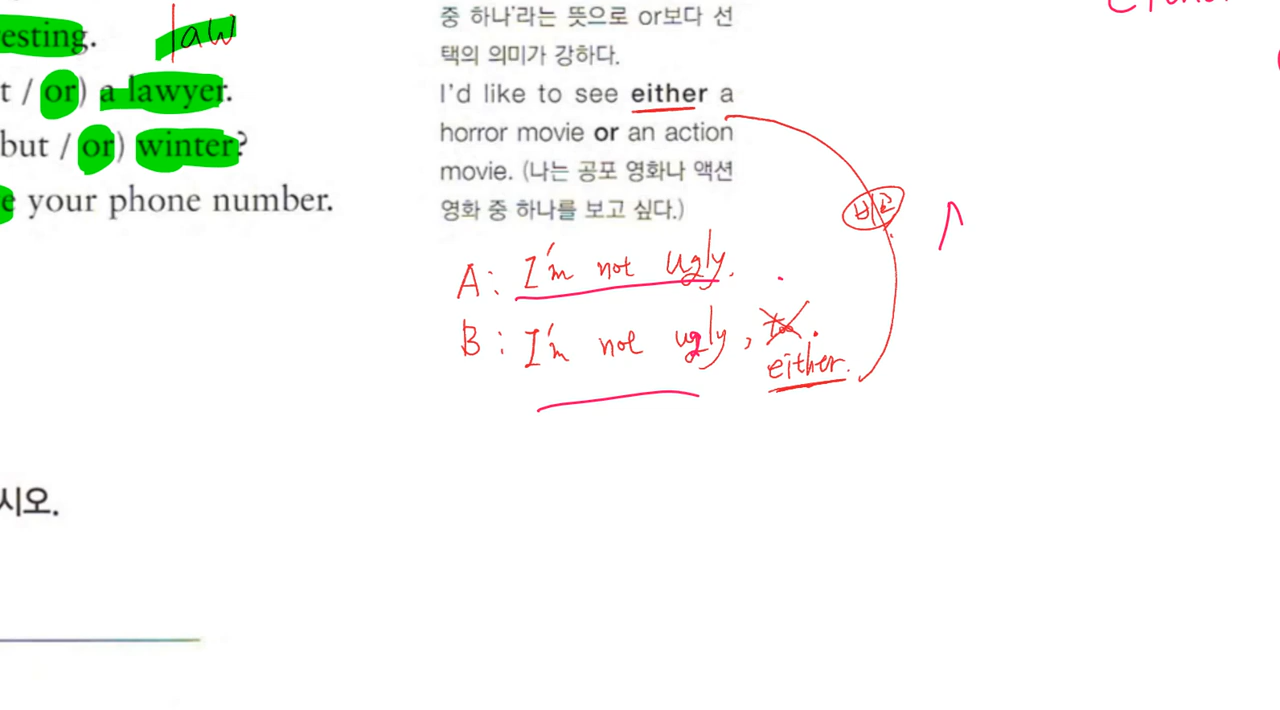 esting.
law
t / or) a lawyer.
but / or) winter?
e your phone number.
시오.
중 하나'라는 뜻으로 or보다 선
택의 의미가 강하다.
I'd like to see either a
horror movie or an action
movie. (나는 공포 영화나 액션
영화 중 하나를 보고 싶다.)
비교
A: I'm not ugly.
B: I'm not ugly, too.
either.